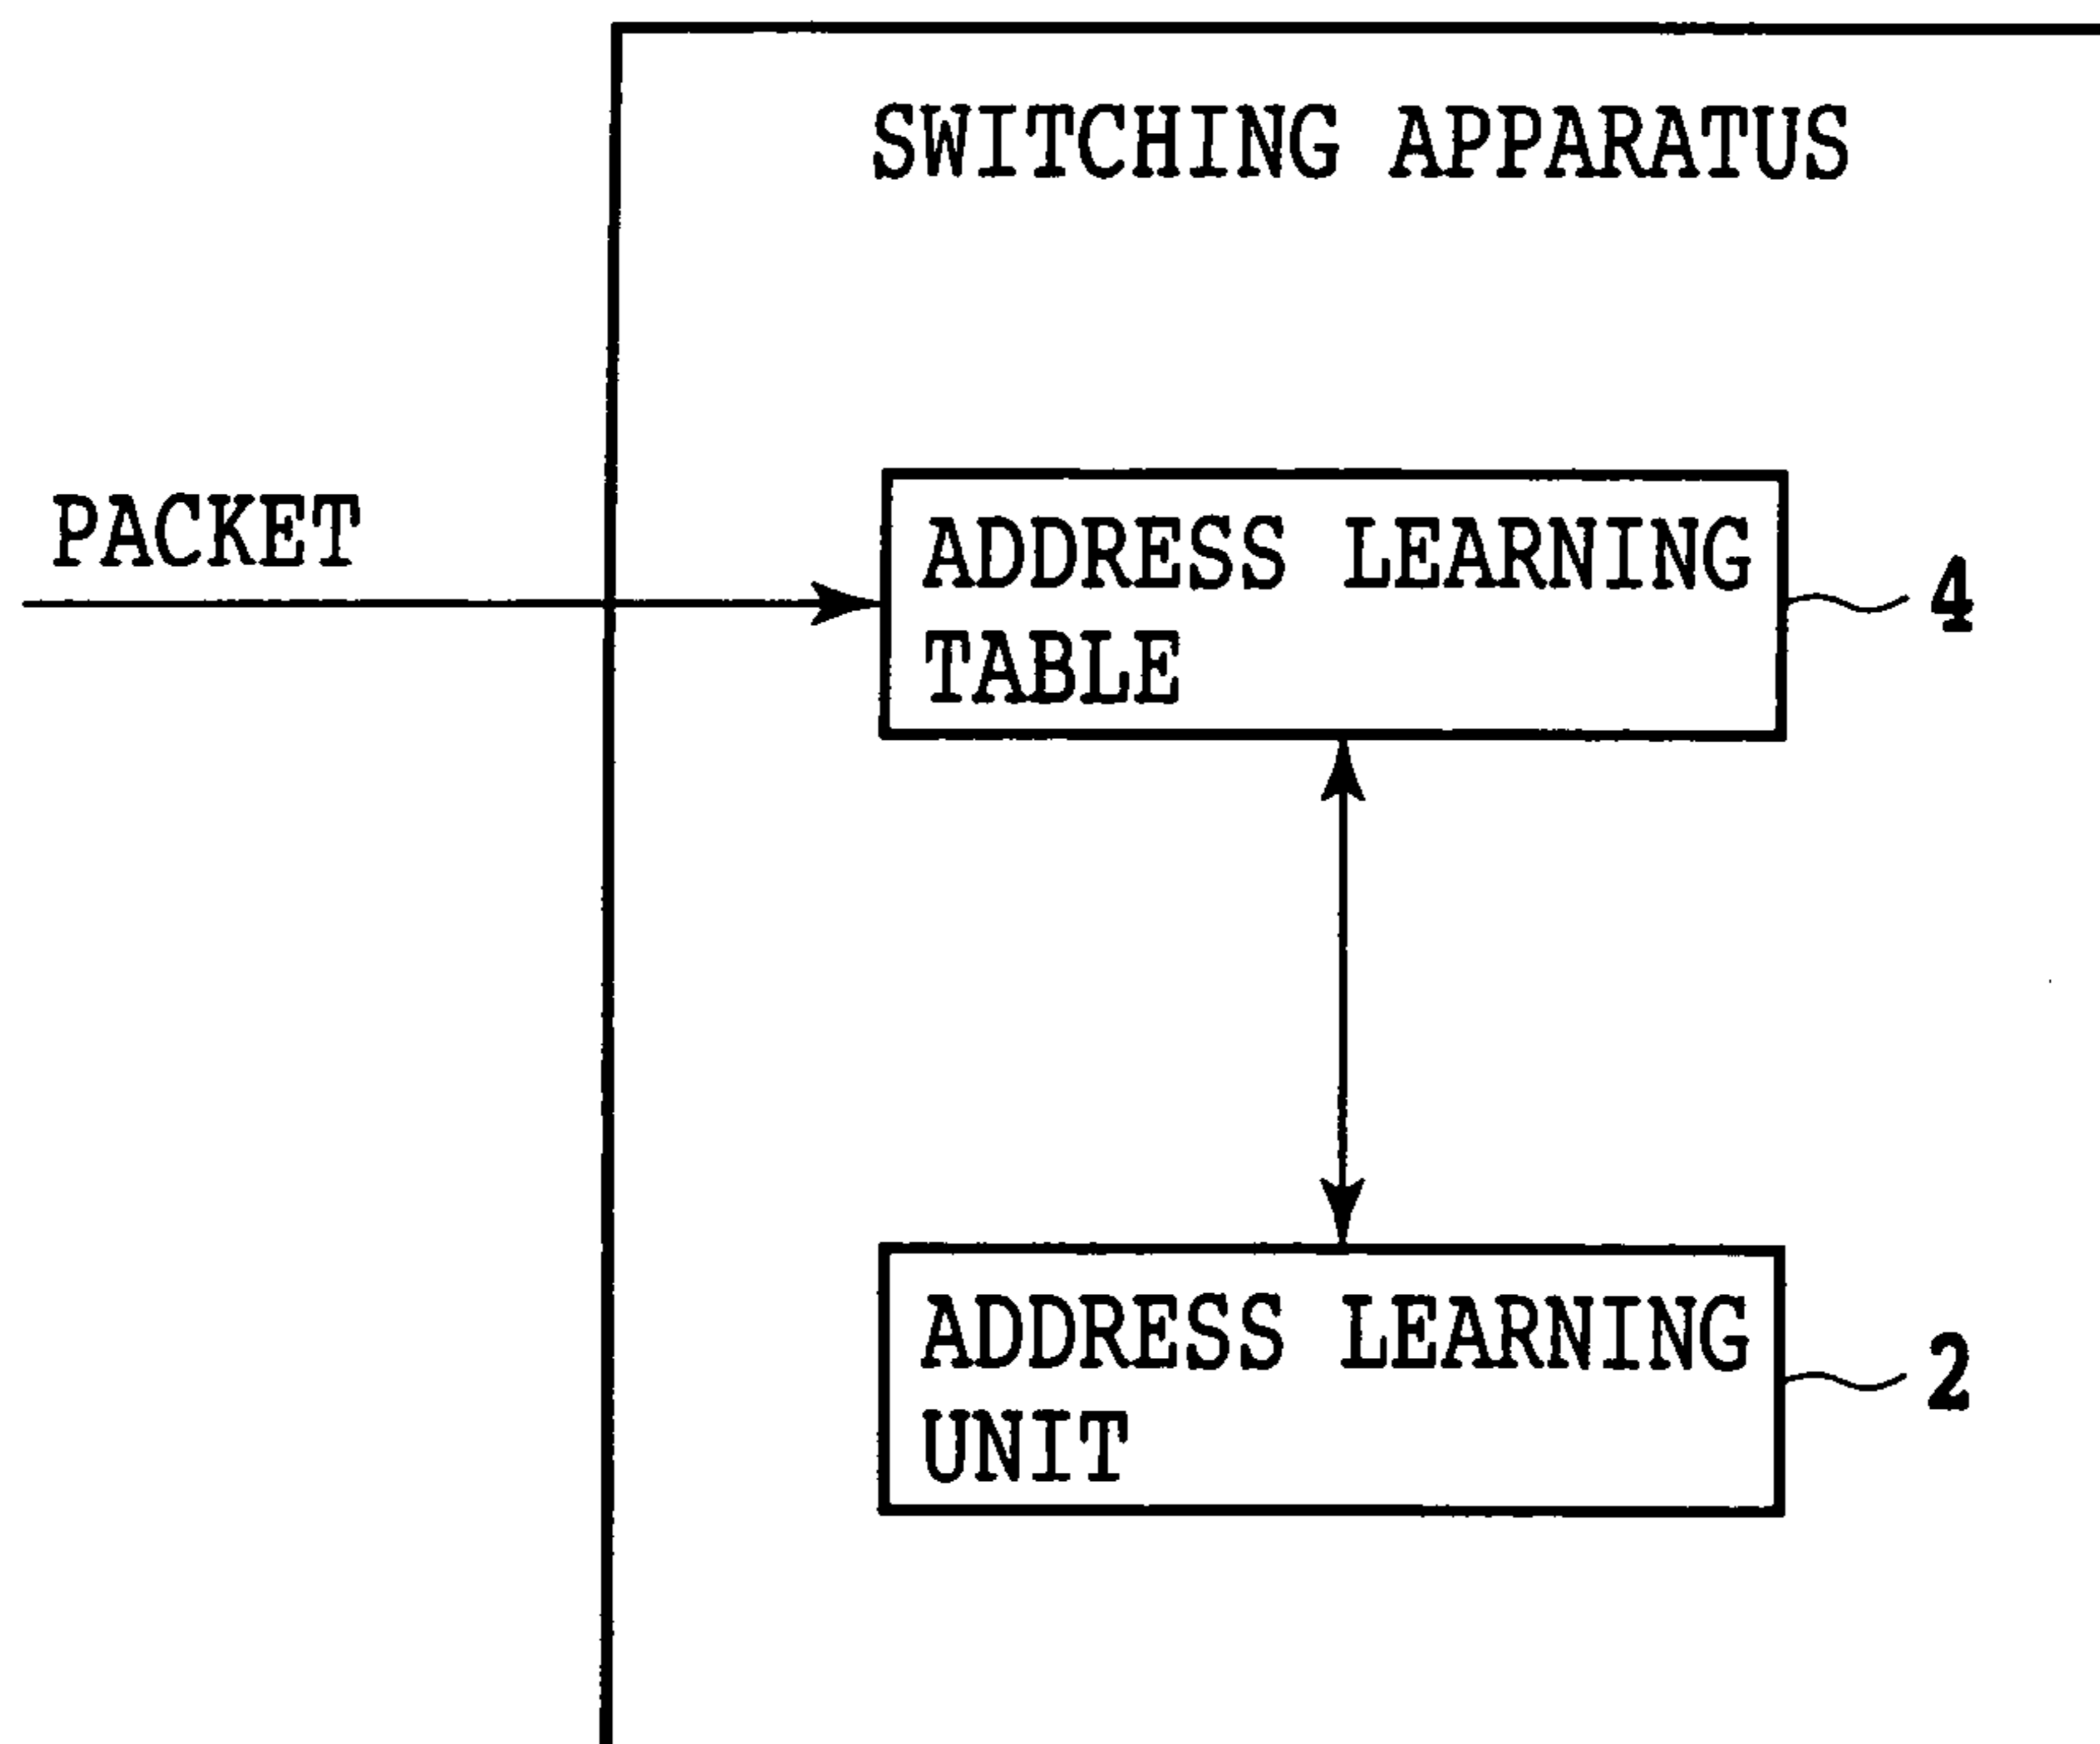 SWITCHING APPARATUS
PACKET
ADDRESS LEARNING
TABLE
4
ADDRESS LEARNING
UNIT
2